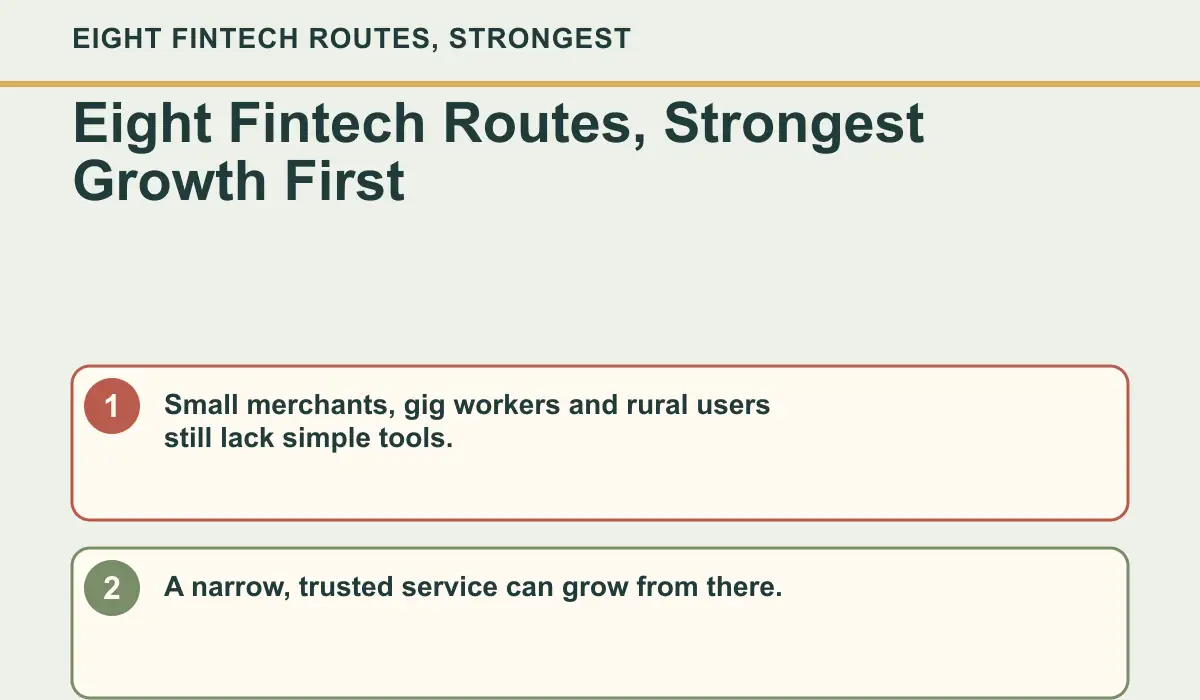 EIGHT FINTECH ROUTES, STRONGEST
Eight Fintech Routes, Strongest
Growth First
1
Small merchants, gig workers and rural users
still lack simple tools.
2
A narrow, trusted service can grow from there.